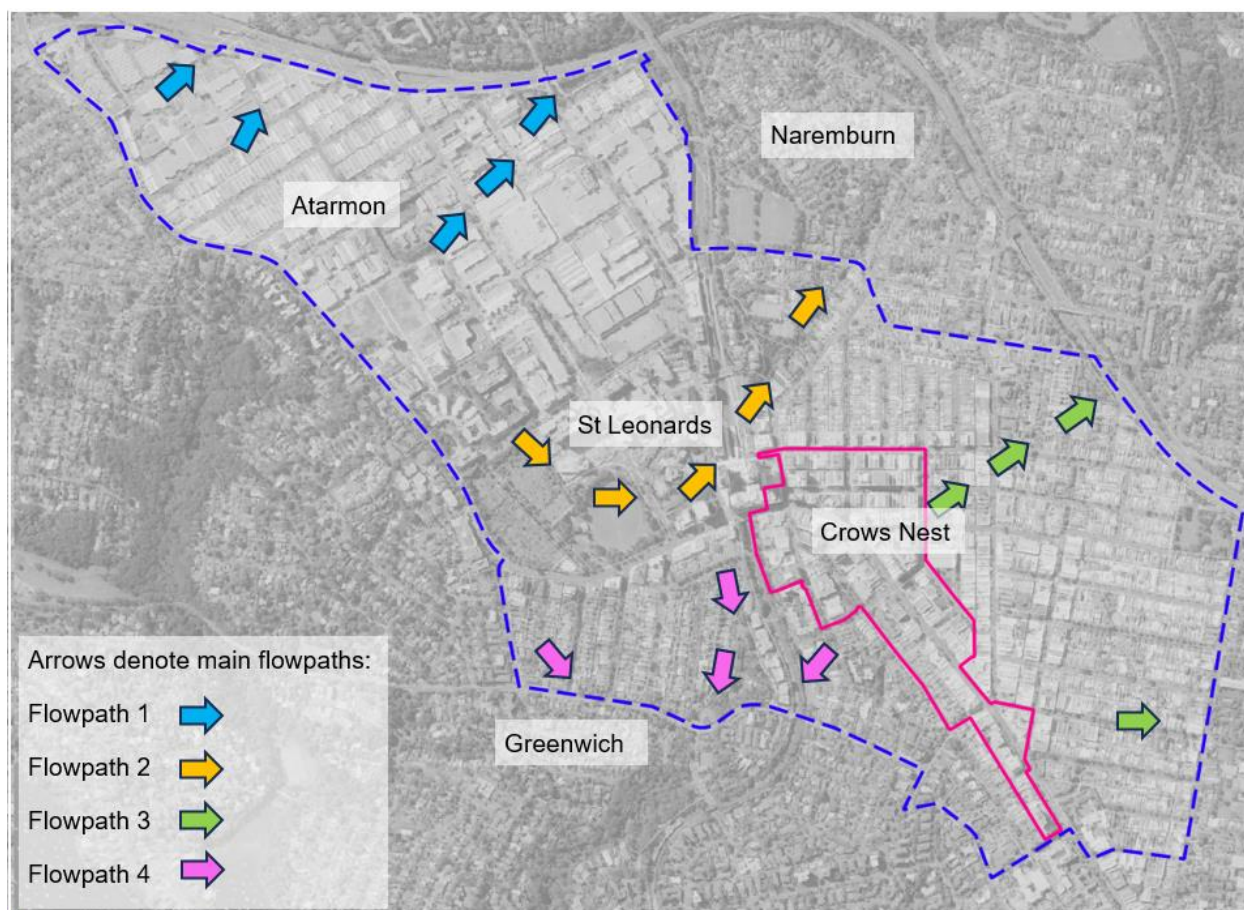 Naremburn
Atarmon
St Leonards
Crows Nest
Greenwich
Arrows denote main flowpaths:
Flowpath 1
Flowpath 2
Flowpath 3
Flowpath 4